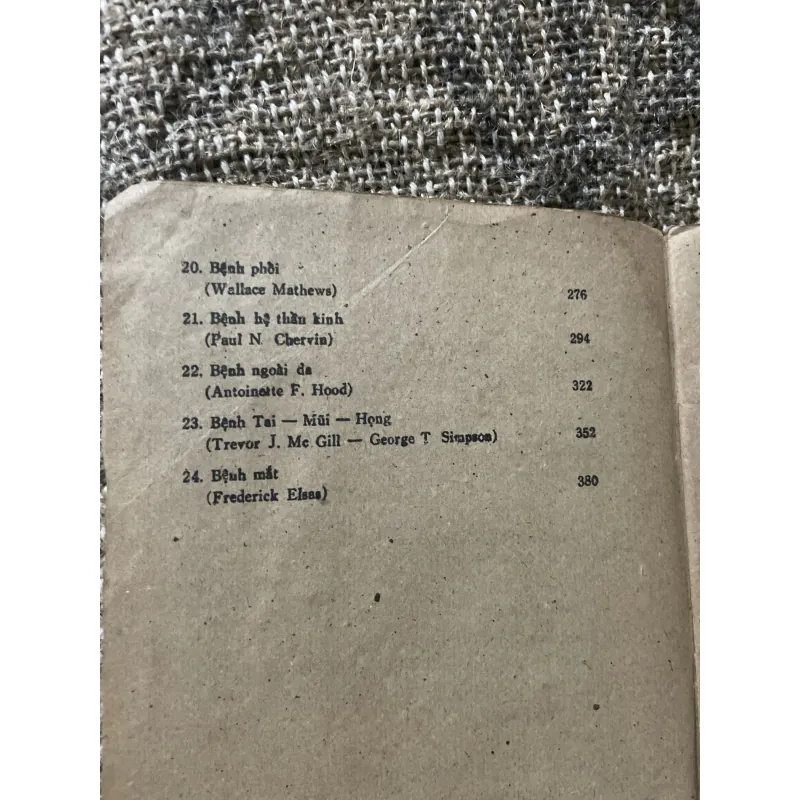 20. Bệnh phổi
(Wallace Mathews) 276
21. Bệnh hệ thần kinh
(Paul N. Chervin) 294
22. Bệnh ngoài da
(Antoinette F. Hood) 322
23. Bệnh Tai — Mũi — Họng
(Trevor J. Mc Gill — George T. Simpson) 352
24. Bệnh mắt
(Frederick Elsas) 380